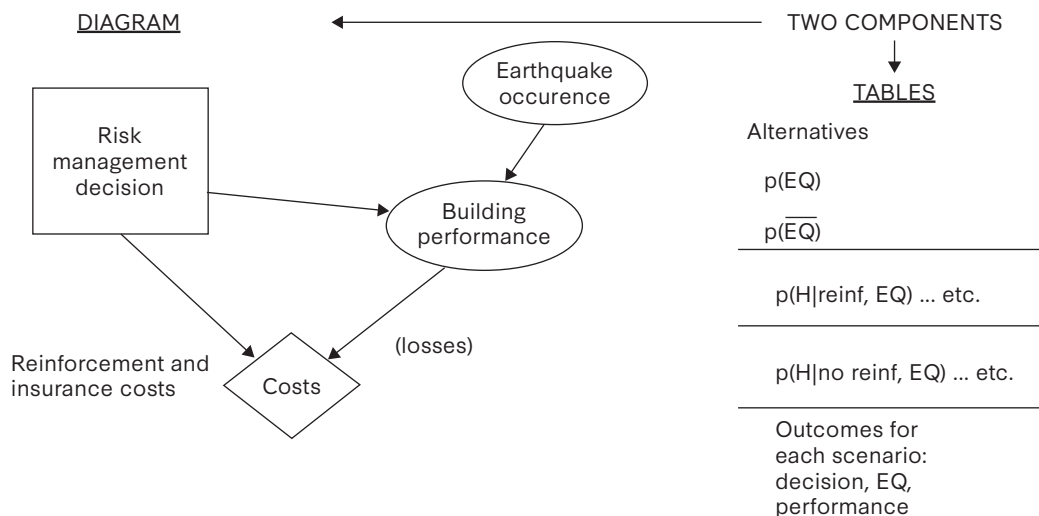 DIAGRAM
TWO COMPONENTS
Earthquake
occurence
TABLES
Risk
management
decision
Alternatives
p(EQ)
Building
performance
p(E̅Q̅)
p(H|reinf, EQ) ... etc.
(losses)
Reinforcement and
insurance costs
Costs
p(H|no reinf, EQ) ... etc.
Outcomes for
each scenario:
decision, EQ,
performance